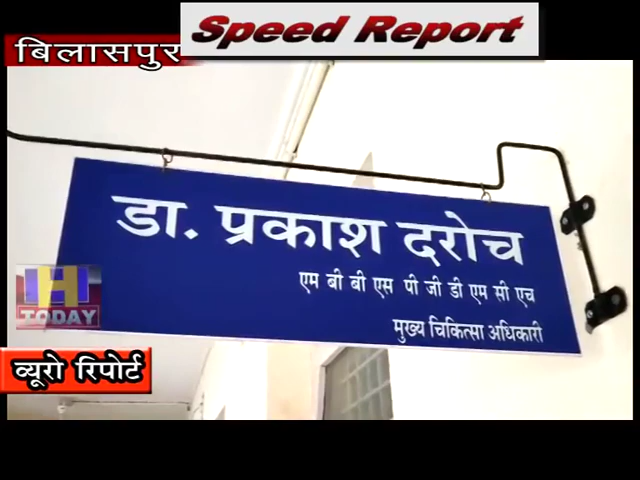 Speed Report
बिलासपुर
डा. प्रकाश दरोच
एम बी बी एस पी जी डी एम सी एच
मुख्य चिकित्सा अधिकारी
H
TODAY
व्यूरो रिपोर्ट